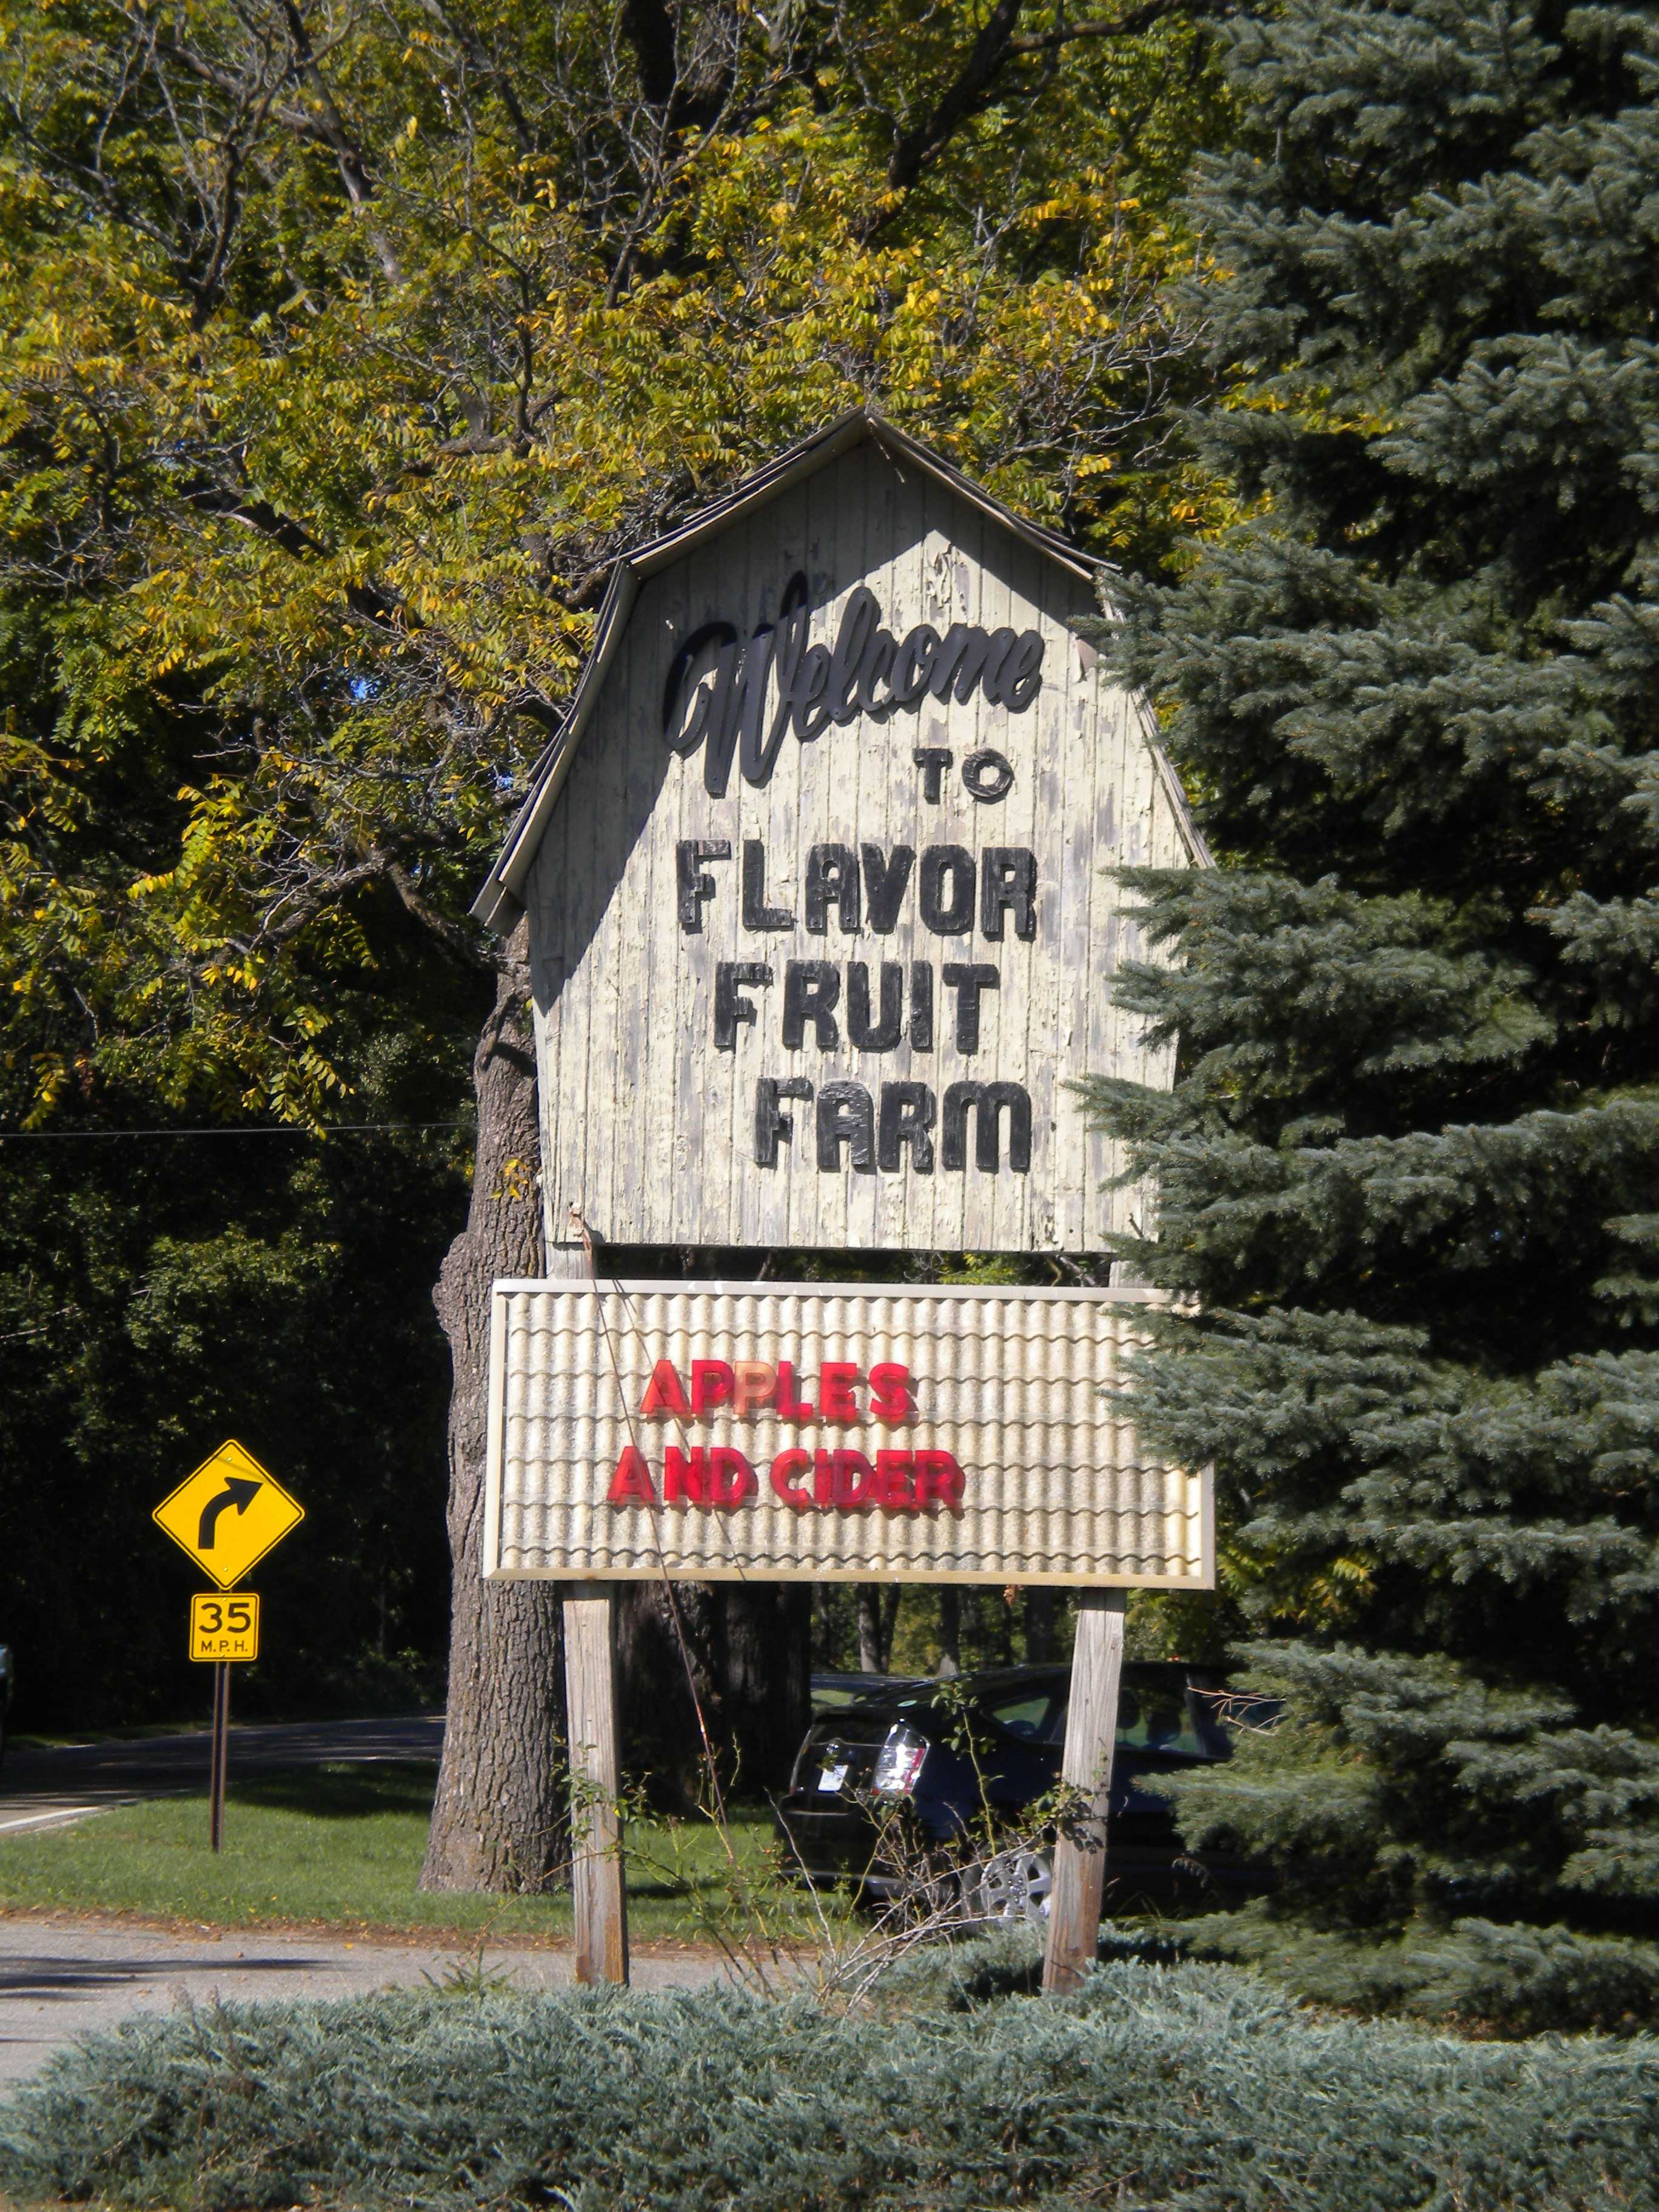 Welcome
TO
FLAVOR
FRUIT
FARM
APPLES
AND CIDER
35
M.P.H.